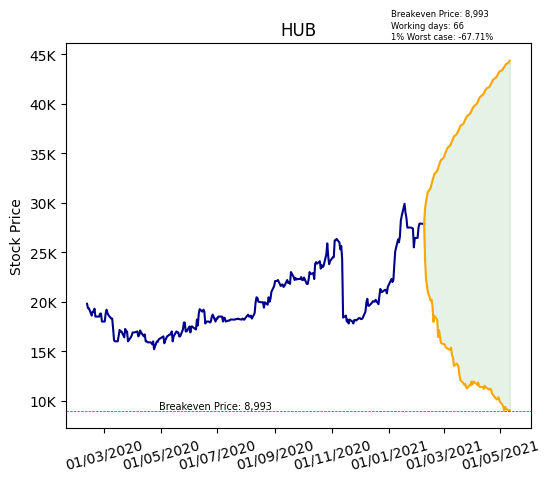 Breakeven Price: 8,993
Working days: 66
1% Worst case: -67.71%
HUB
Stock Price
45K
40K
35K
30K
25K
20K
15K
10K
Breakeven Price: 8,993
01/03/2020 01/05/2020 01/07/2020 01/09/2020 01/11/2020 01/01/2021 01/03/2021 01/05/2021